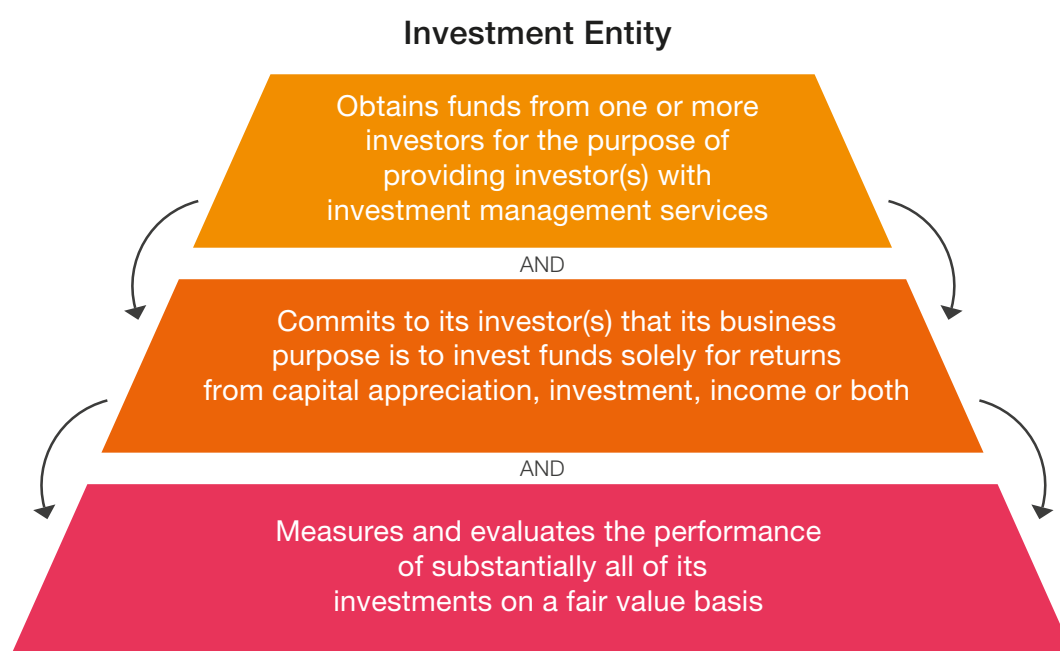 Investment Entity
Obtains funds from one or more
investors for the purpose of
providing investor(s) with
investment management services
AND
Commits to its investor(s) that its business
purpose is to invest funds solely for returns
from capital appreciation, investment, income or both
AND
Measures and evaluates the performance
of substantially all of its
investments on a fair value basis